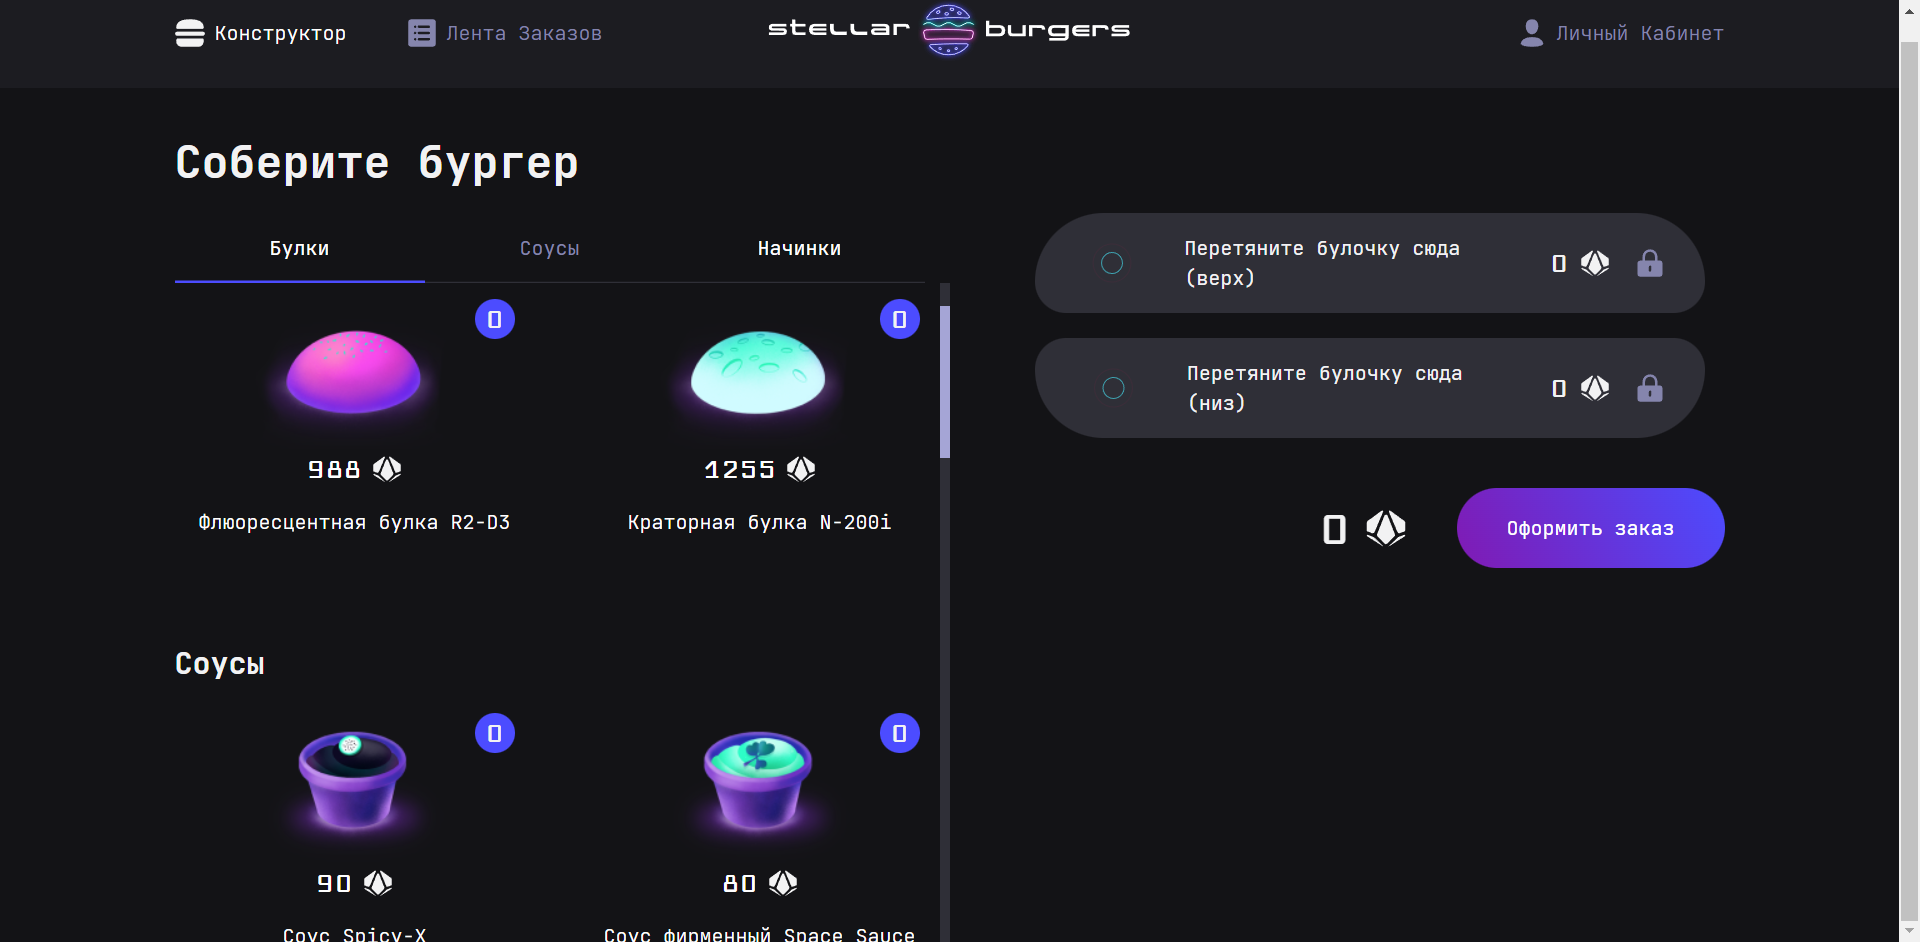 Конструктор
Лента Заказов
stellar burgers
Личный Кабинет
Соберите бургер
Булки
Соусы
Начинки
0
0
988
1255
Флюоресцентная булка R2-D3
Краторная булка N-200i
Соусы
0
0
90
80
Соус Spicy-X
Соус фирменный Space Sauce
Перетяните булочку сюда
(верх)
0
Перетяните булочку сюда
(низ)
0
0
Оформить заказ